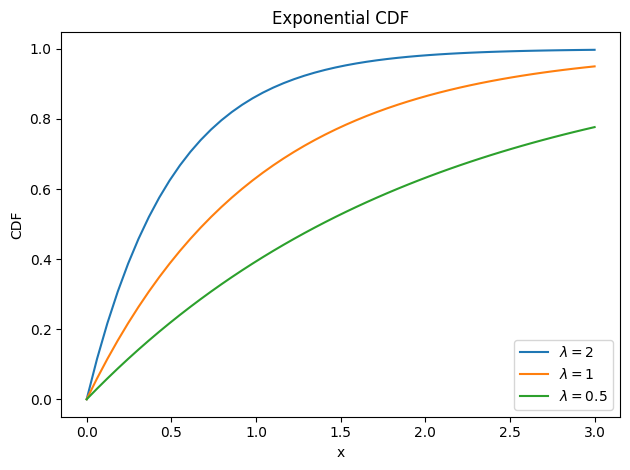 Exponential CDF
1.0
0.8
0.6
0.4
0.2
0.0
CDF
0.0 0.5 1.0 1.5 2.0 2.5 3.0
x
λ = 2
λ = 1
λ = 0.5